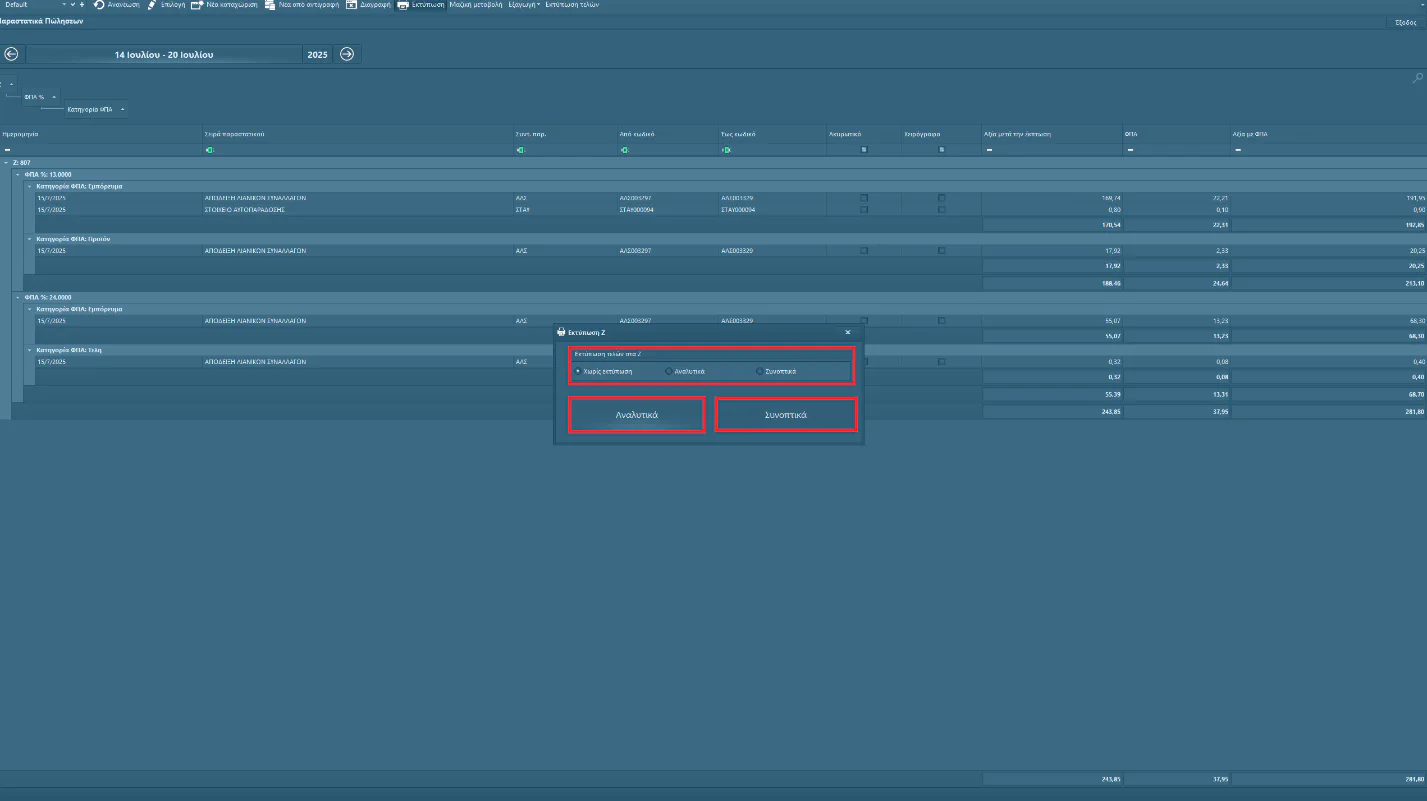 Default Ανανέωση Επιλογή Νέα καταχώριση Νέα από αντιγραφή Διαγραφή Εκτύπωση Μαζική μεταβολή Εξαγωγή Εκτύπωση τελών
Παραστατικά Πωλήσεων Έξοδος
14 Ιουλίου - 20 Ιουλίου 2025
ΦΠΑ %
Κατηγορία ΦΠΑ
Ημερομηνία Σειρά παραστατικού Συντ. παρ. Από κωδικό Έως κωδικό Ακυρωτικό Χειρόγραφο Αξία μετά την έκπτωση ΦΠΑ Αξία με ΦΠΑ
Ζ: 807
ΦΠΑ %: 13.0000
Κατηγορία ΦΠΑ: Εμπόρευμα
15/7/2025 ΑΠΟΔΕΙΞΗ ΛΙΑΝΙΚΩΝ ΣΥΝΑΛΛΑΓΩΝ ΑΛΣ ΑΛΣ003297 ΑΛΣ003329 169,74 22,21 191,95
15/7/2025 ΣΤΟΙΧΕΙΟ ΑΥΤΟΠΑΡΑΔΟΣΗΣ ΣΤΑΥ ΣΤΑΥ000094 ΣΤΑΥ000094 0,80 0,10 0,90
170,54 22,31 192,85
Κατηγορία ΦΠΑ: Προϊόν
15/7/2025 ΑΠΟΔΕΙΞΗ ΛΙΑΝΙΚΩΝ ΣΥΝΑΛΛΑΓΩΝ ΑΛΣ ΑΛΣ003297 ΑΛΣ003329 17,92 2,33 20,25
17,92 2,33 20,25
188,46 24,64 213,10
ΦΠΑ %: 24.0000
Κατηγορία ΦΠΑ: Εμπόρευμα
15/7/2025 ΑΠΟΔΕΙΞΗ ΛΙΑΝΙΚΩΝ ΣΥΝΑΛΛΑΓΩΝ ΑΛΣ ΑΛΣ003297 ΑΛΣ003329 55,07 13,23 68,30
55,07 13,23 68,30
Κατηγορία ΦΠΑ: Τέλη
15/7/2025 ΑΠΟΔΕΙΞΗ ΛΙΑΝΙΚΩΝ ΣΥΝΑΛΛΑΓΩΝ ΑΛΣ 0,32 0,08 0,40
0,32 0,08 0,40
55,39 13,31 68,70
243,85 37,95 281,80
Εκτύπωση Ζ
Εκτύπωση τελών στο Ζ
Χωρίς εκτύπωση Αναλυτικά Συνοπτικά
Αναλυτικά Συνοπτικά
243,85 37,95 281,80